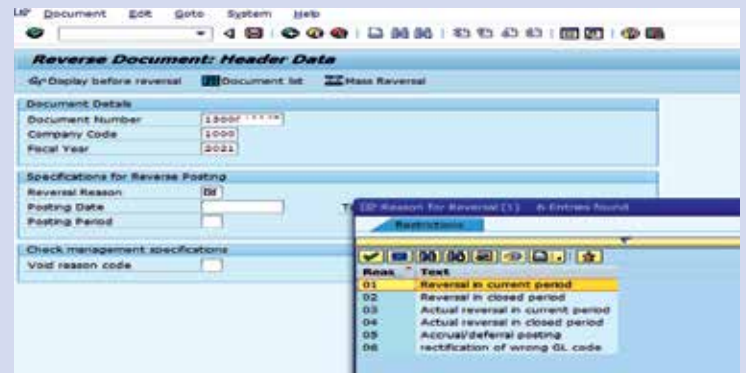 Document Edit Goto System Help
Reverse Document: Header Data
Display before reversal Document list Mass Reversal
Document Details
Document Number
Company Code 1000
Fiscal Year 2021
Specifications for Reverse Posting
Reversal Reason
Posting Date
Posting Period
Check management specifications
Void reason code
Reason for Reversal (1) 6 Entries found
Restrictions
Reas Text
01 Reversal in current period
02 Reversal in closed period
03 Actual reversal in current period
04 Actual reversal in closed period
05 Accrual/deferral posting
06 rectification of wrong GL code